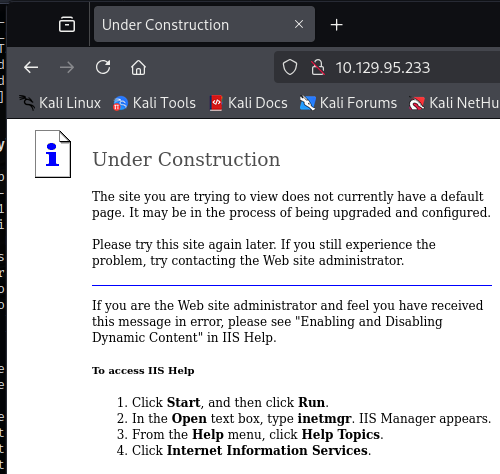 Under Construction
10.129.95.233
Kali Linux
Kali Tools
Kali Docs
Kali Forums
Kali NetHu
Under Construction
The site you are trying to view does not currently have a default
page. It may be in the process of being upgraded and configured.
Please try this site again later. If you still experience the
problem, try contacting the Web site administrator.
If you are the Web site administrator and feel you have received
this message in error, please see "Enabling and Disabling
Dynamic Content" in IIS Help.
To access IIS Help
1. Click Start, and then click Run.
2. In the Open text box, type inetmgr. IIS Manager appears.
3. From the Help menu, click Help Topics.
4. Click Internet Information Services.